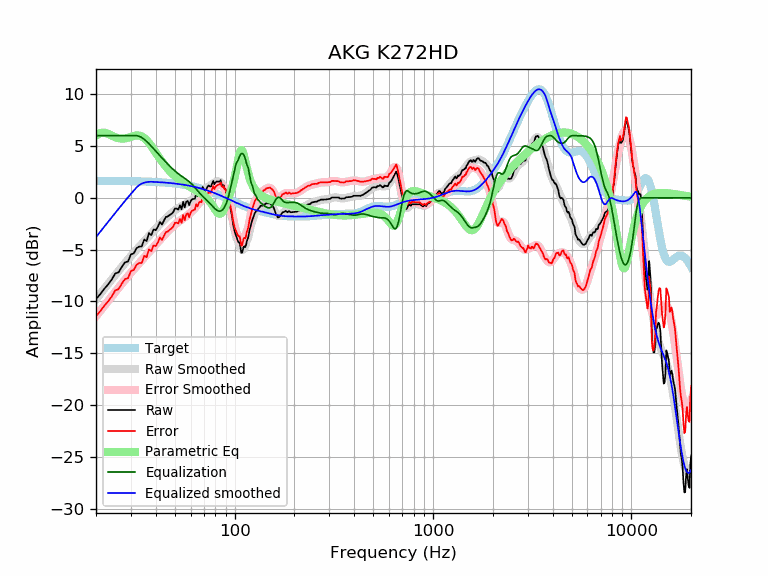 AKG K272HD
Amplitude (dBr)
10
5
0
−5
−10
−15
−20
−25
−30
Target
Raw Smoothed
Error Smoothed
Raw
Error
Parametric Eq
Equalization
Equalized smoothed
100
1000
10000
Frequency (Hz)